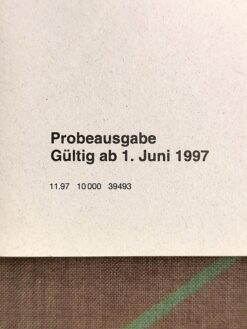 Probeausgabe
Gültig ab 1. Juni 1997
11.97 10 000 39493